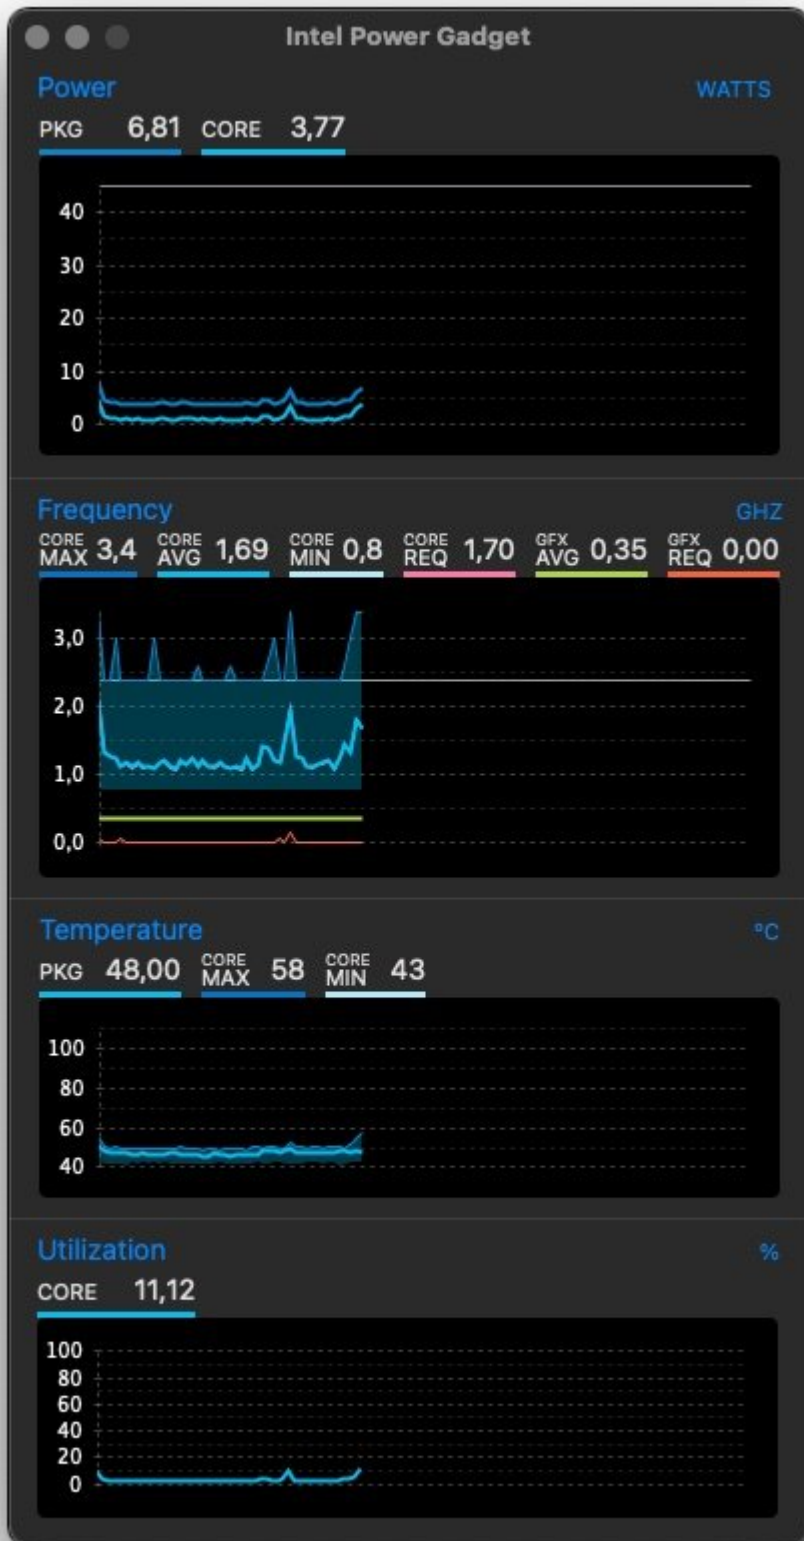 Intel Power Gadget
Power WATTS
PKG 6,81 CORE 3,77
40
30
20
10
0
Frequency GHZ
CORE MAX 3,4 CORE AVG 1,69 CORE MIN 0,8 CORE REQ 1,70 GFX AVG 0,35 GFX REQ 0,00
3,0
2,0
1,0
0,0
Temperature °C
PKG 48,00 CORE MAX 58 CORE MIN 43
100
80
60
40
Utilization %
CORE 11,12
100
80
60
40
20
0